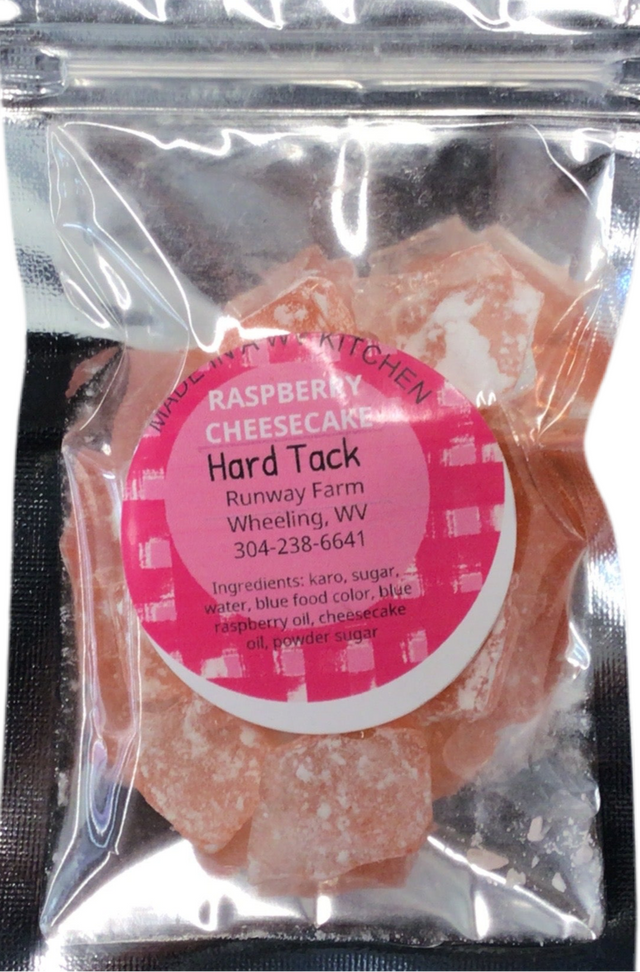 MADE IN A WV KITCHEN
RASPBERRY
CHEESECAKE
Hard Tack
Runway Farm
Wheeling, WV
304-238-6641
Ingredients: karo, sugar,
water, blue food color, blue
raspberry oil, cheesecake
oil, powder sugar